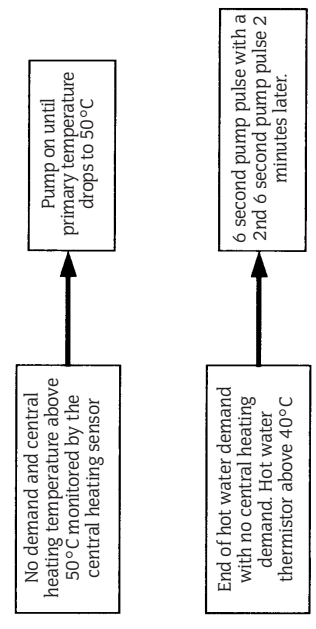 No demand and central
heating temperature above
50°C monitored by the
central heating sensor
Pump on until
primary temperature
drops to 50°C
End of hot water demand
with no central heating
demand. Hot water
thermistor above 40°C
6 second pump pulse with a
2nd 6 second pump pulse 2
minutes later.